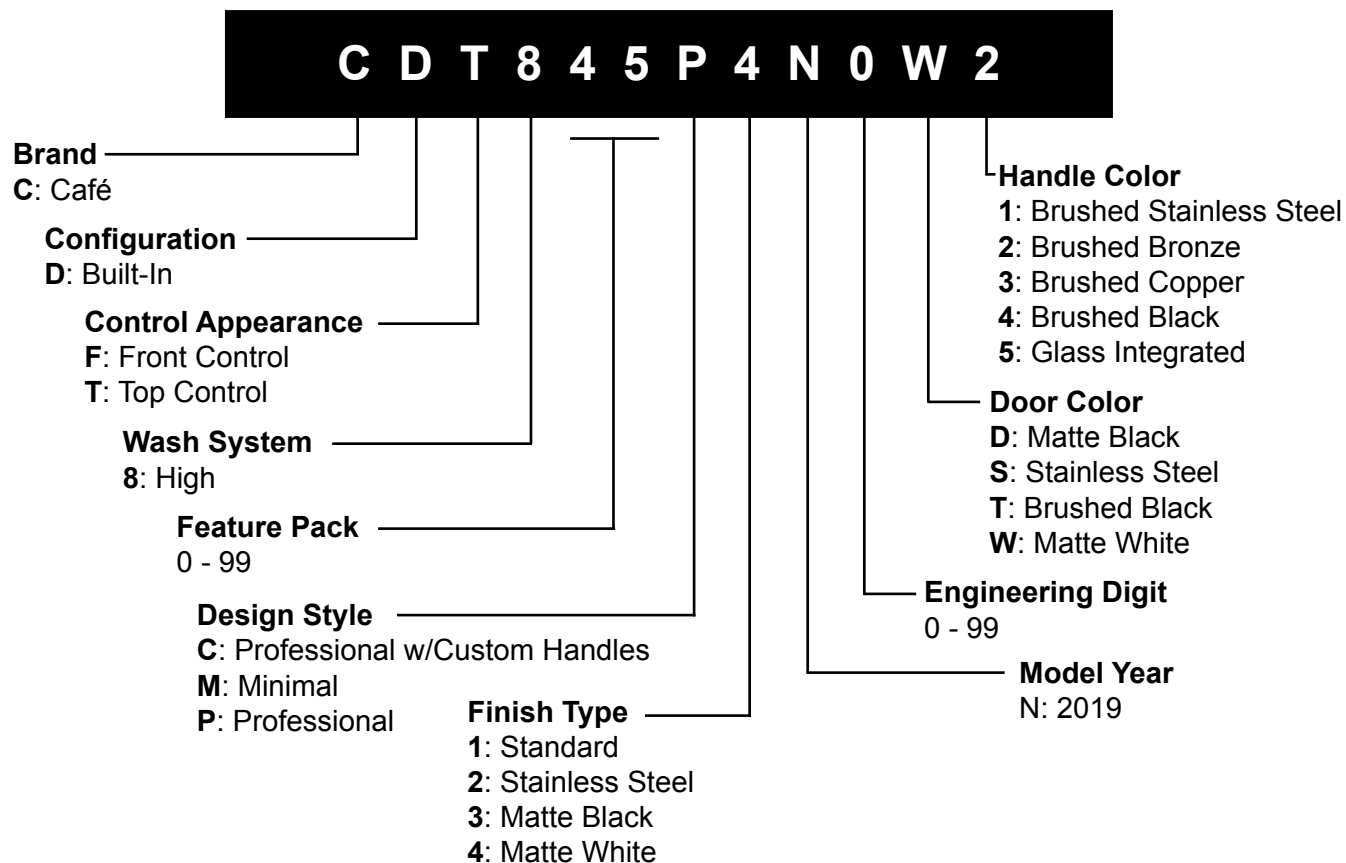 C D T 8 4 5 P 4 N 0 W 2
Brand
C: Café
Configuration
D: Built-In
Control Appearance
F: Front Control
T: Top Control
Wash System
8: High
Feature Pack
0 - 99
Design Style
C: Professional w/Custom Handles
M: Minimal
P: Professional
Finish Type
1: Standard
2: Stainless Steel
3: Matte Black
4: Matte White
Handle Color
1: Brushed Stainless Steel
2: Brushed Bronze
3: Brushed Copper
4: Brushed Black
5: Glass Integrated
Door Color
D: Matte Black
S: Stainless Steel
T: Brushed Black
W: Matte White
Engineering Digit
0 - 99
Model Year
N: 2019